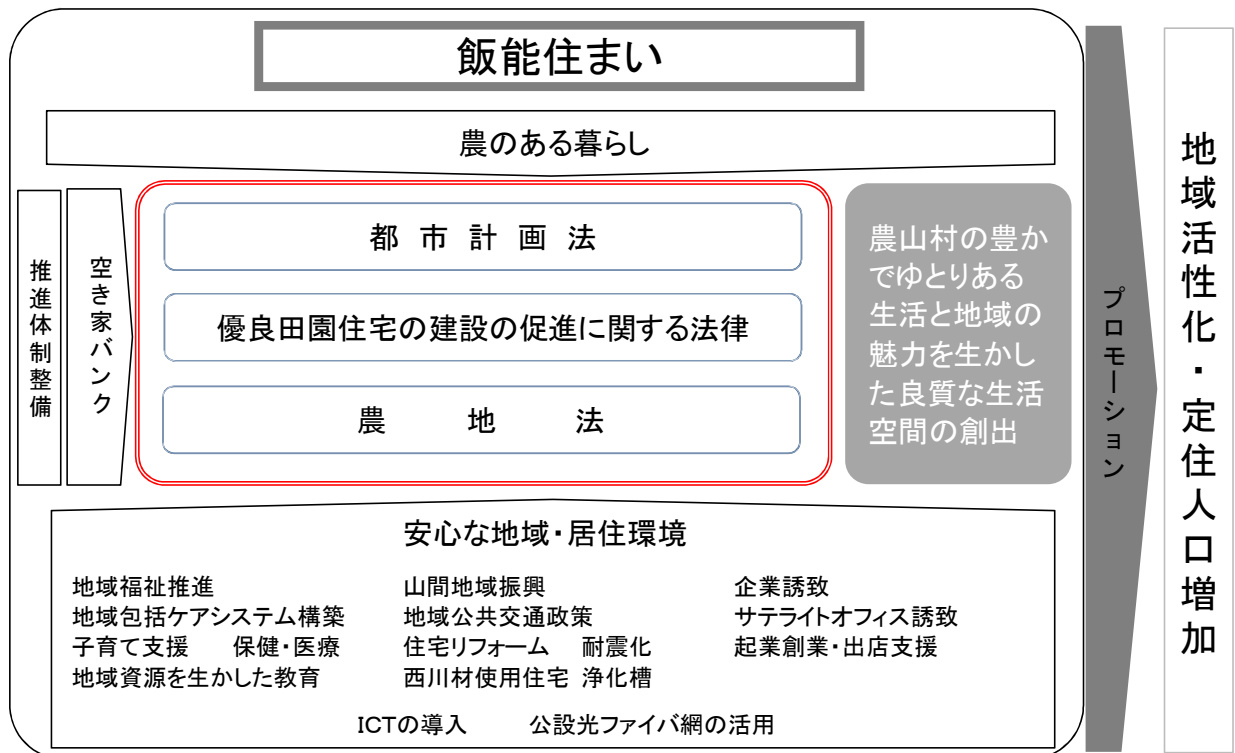 飯能住まい
農のある暮らし
推進体制整備
空き家バンク
都市計画法
優良田園住宅の建設の促進に関する法律
農地法
農山村の豊か
でゆとりある
生活と地域の
魅力を生かし
た良質な生活
空間の創出
安心な地域・居住環境
地域福祉推進
地域包括ケアシステム構築
子育て支援 保健・医療
地域資源を生かした教育
山間地域振興
地域公共交通政策
住宅リフォーム 耐震化
西川材使用住宅 浄化槽
企業誘致
サテライトオフィス誘致
起業創業・出店支援
ICTの導入 公設光ファイバ網の活用
プロモーション
地域活性化・定住人口増加